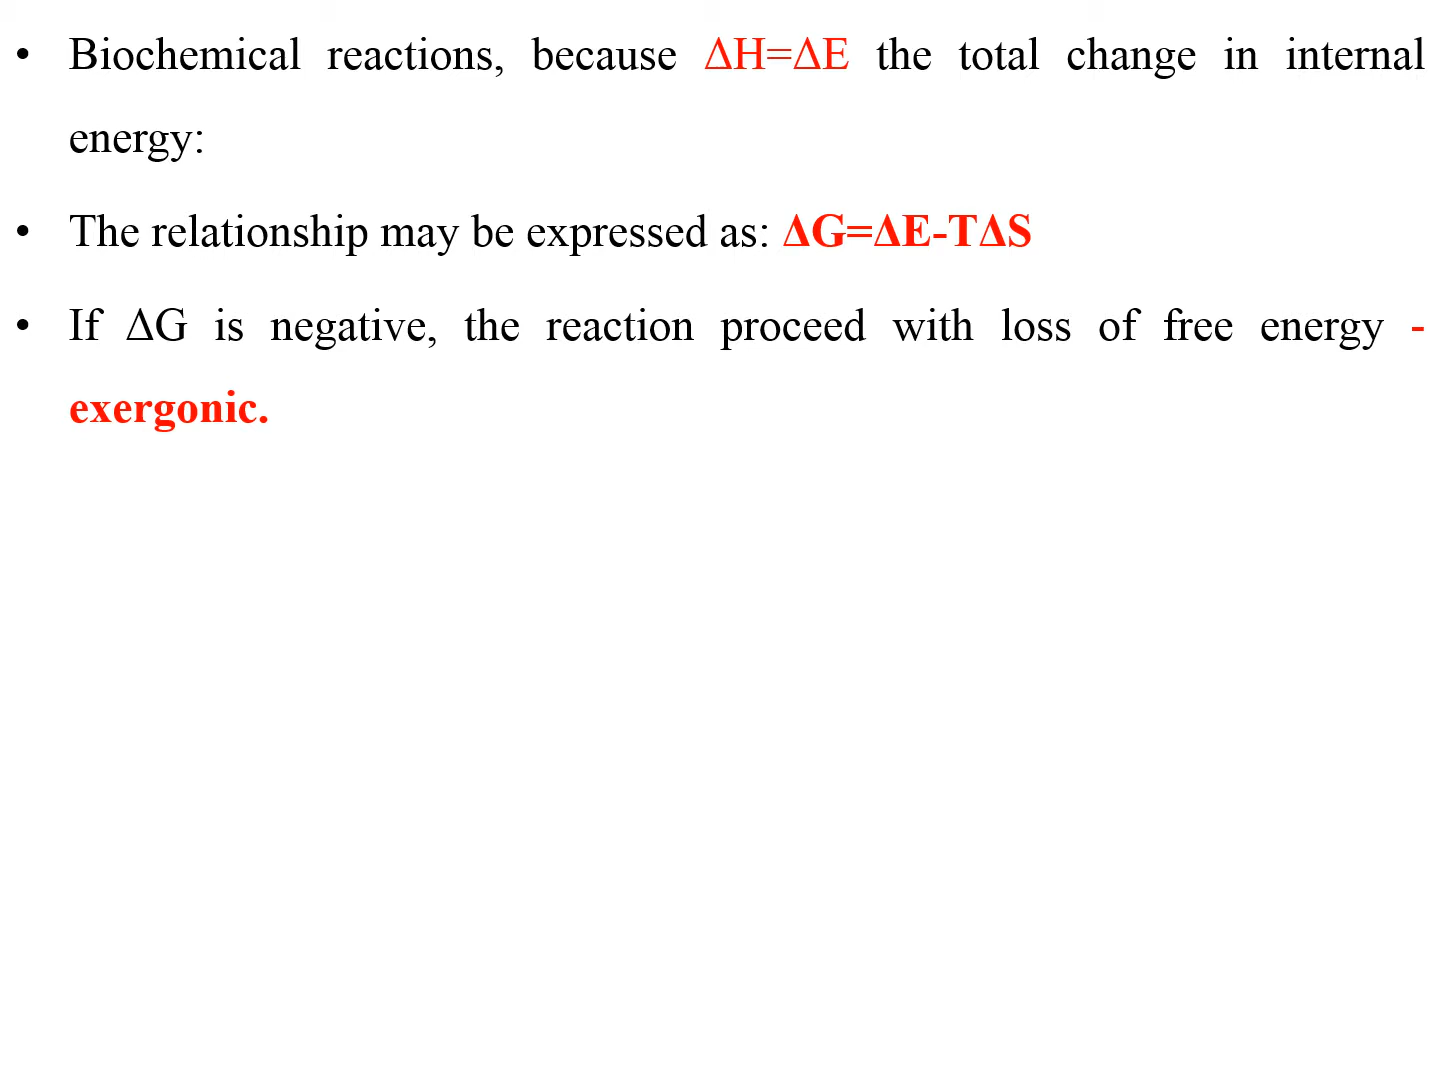 • Biochemical reactions, because ΔH=ΔE the total change in internal
energy:
• The relationship may be expressed as: ΔG=ΔE-TΔS
• If ΔG is negative, the reaction proceed with loss of free energy -
exergonic.